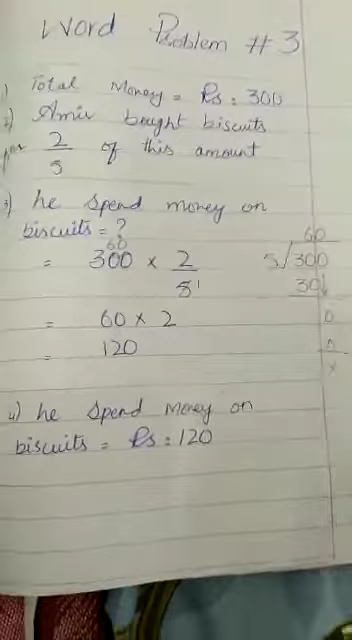 Word Problem # 3
1) Total Money = Rs: 300
2) Amir bought biscuits
for 2/5 of this amount
3) he spend money on
biscuits = ?
60
= 300 × 2/5 1
= 60 × 2
= 120
60
5√300
30↓
0
0
x
4) he spend money on
biscuits = Rs: 120